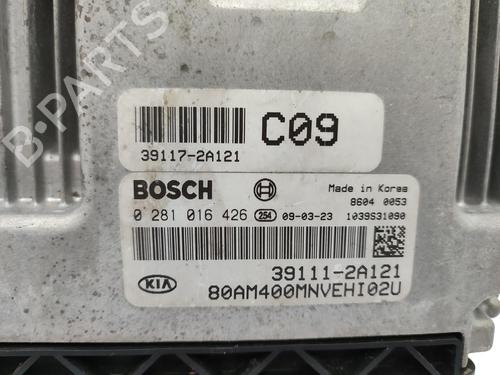 B-PARTS
C09
39117-2A121
BOSCH
Made in Korea
8604 0053
0 281 016 426 254 09-03-23 1039S31090
39111-2A121
KIA
80AM400MNVEHI02U